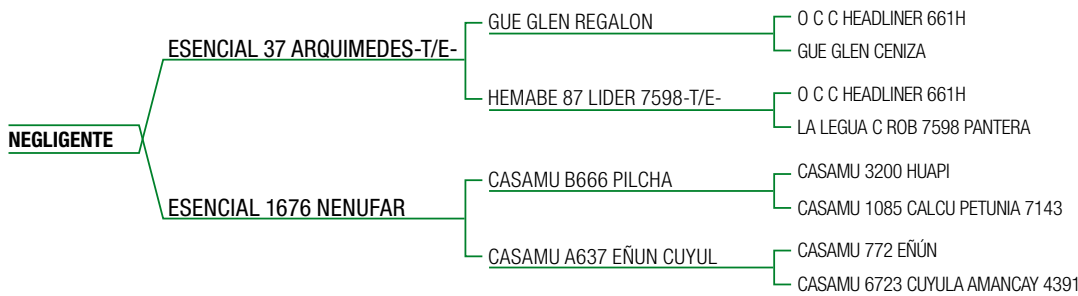 NEGLIGENTE
ESENCIAL 37 ARQUIMEDES-T/E-
ESENCIAL 1676 NENUFAR
GUE GLEN REGALON
HEMABE 87 LIDER 7598-T/E-
CASAMU B666 PILCHA
CASAMU A637 EÑUN CUYUL
O C C HEADLINER 661H
GUE GLEN CENIZA
O C C HEADLINER 661H
LA LEGUA C ROB 7598 PANTERA
CASAMU 3200 HUAPI
CASAMU 1085 CALCU PETUNIA 7143
CASAMU 772 EÑÚN
CASAMU 6723 CUYULA AMANCAY 4391